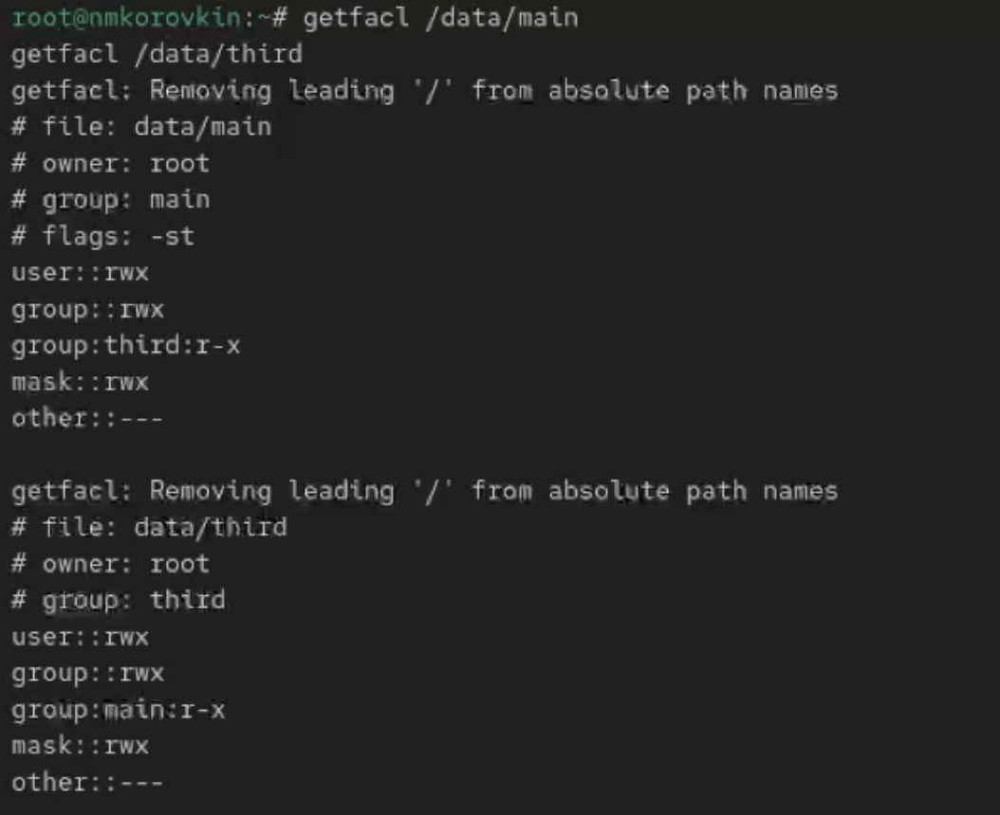 root@nmkorovkin:~# getfacl /data/main
getfacl /data/third
getfacl: Removing leading '/' from absolute path names
# file: data/main
# owner: root
# group: main
# flags: -st
user::rwx
group::rwx
group:third:r-x
mask::rwx
other::---
getfacl: Removing leading '/' from absolute path names
# file: data/third
# owner: root
# group: third
user::rwx
group::rwx
group:main:r-x
mask::rwx
other::---